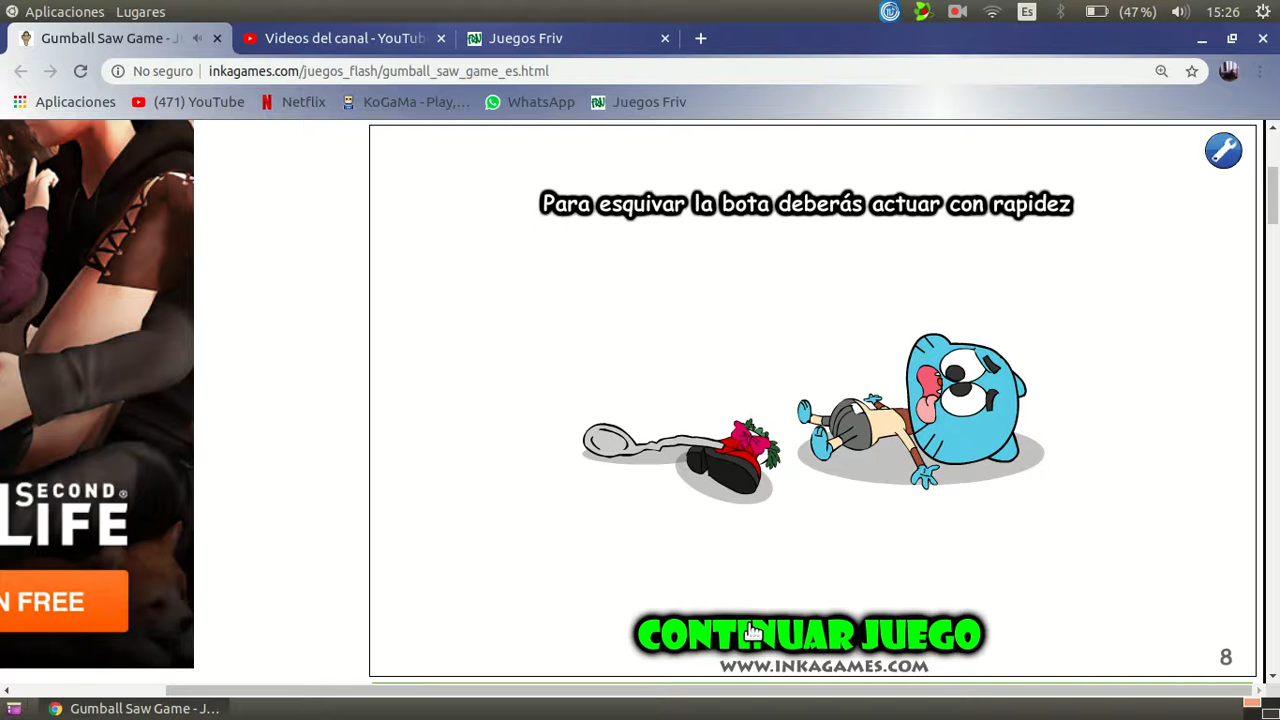 Aplicaciones Lugares
Es
(47%)
15:26
Gumball Saw Game - J
Videos del canal - YouTub
Juegos Friv
No seguro
inkagames.com/juegos_flash/gumball_saw_game_es.html
Aplicaciones
(471) YouTube
Netflix
KoGaMa - Play,...
WhatsApp
Juegos Friv
Para esquivar la bota deberás actuar con rapidez
SECOND
LIFE
N FREE
CONTINUAR JUEGO
WWW.INKAGAMES.COM
8
Gumball Saw Game - J...